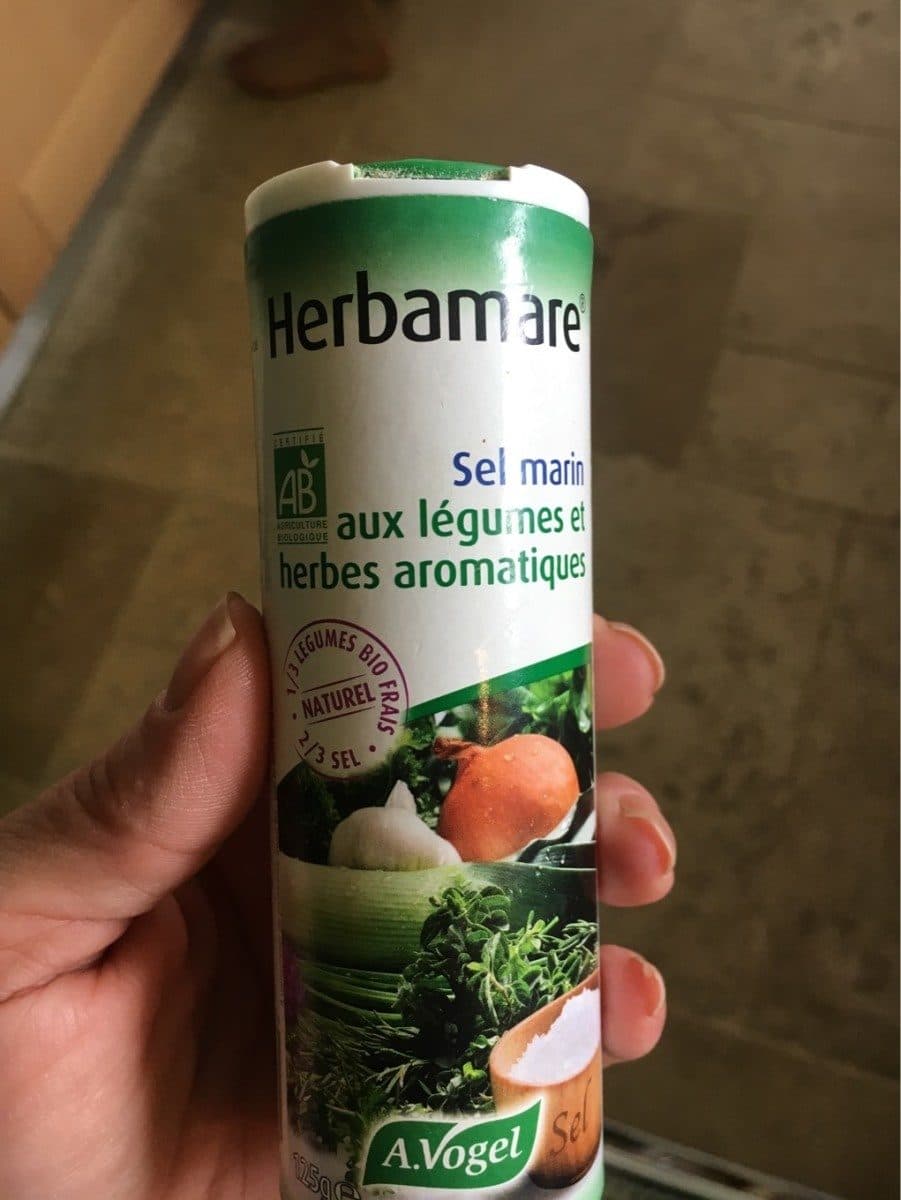 Herbamare®
CERTIFIÉ
AB
AGRICULTURE
BIOLOGIQUE
Sel marin
aux légumes et
herbes aromatiques
1/3 LÉGUMES BIO FRAIS
NATUREL
2/3 SEL
Sel
A.Vogel
125g e